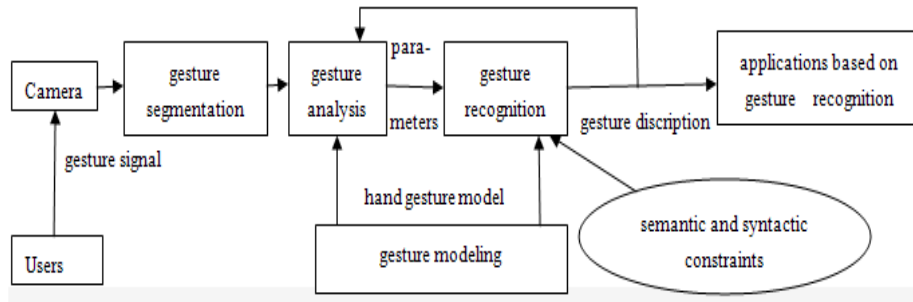 para-
applications based on
gesture recognition
gesture
segmentation
gesture
analysis
gesture
recognition
Camera
meters
gesture discription
gesture signal
hand gesture model
semantic and syntactic
constraints
gesture modeling
Users